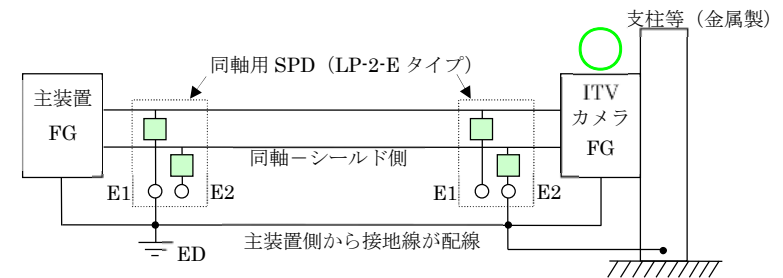 支柱等（金属製）
同軸用 SPD（LP-2-E タイプ）
主装置
FG
ITV
カメラ
FG
同軸－シールド側
E1
E2
E1
E2
主装置側から接地線が配線
ED